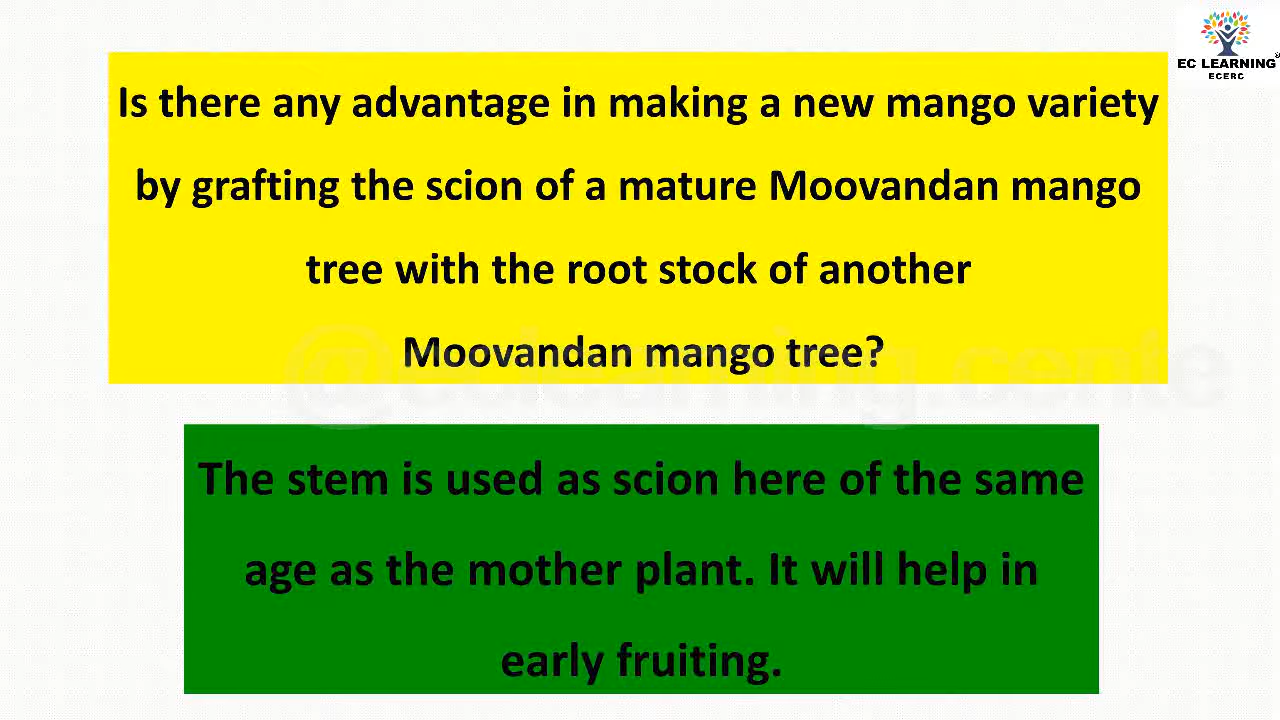 EC LEARNING®
ECERC
Is there any advantage in making a new mango variety
by grafting the scion of a mature Moovandan mango
tree with the root stock of another
Moovandan mango tree?
The stem is used as scion here of the same
age as the mother plant. It will help in
early fruiting.